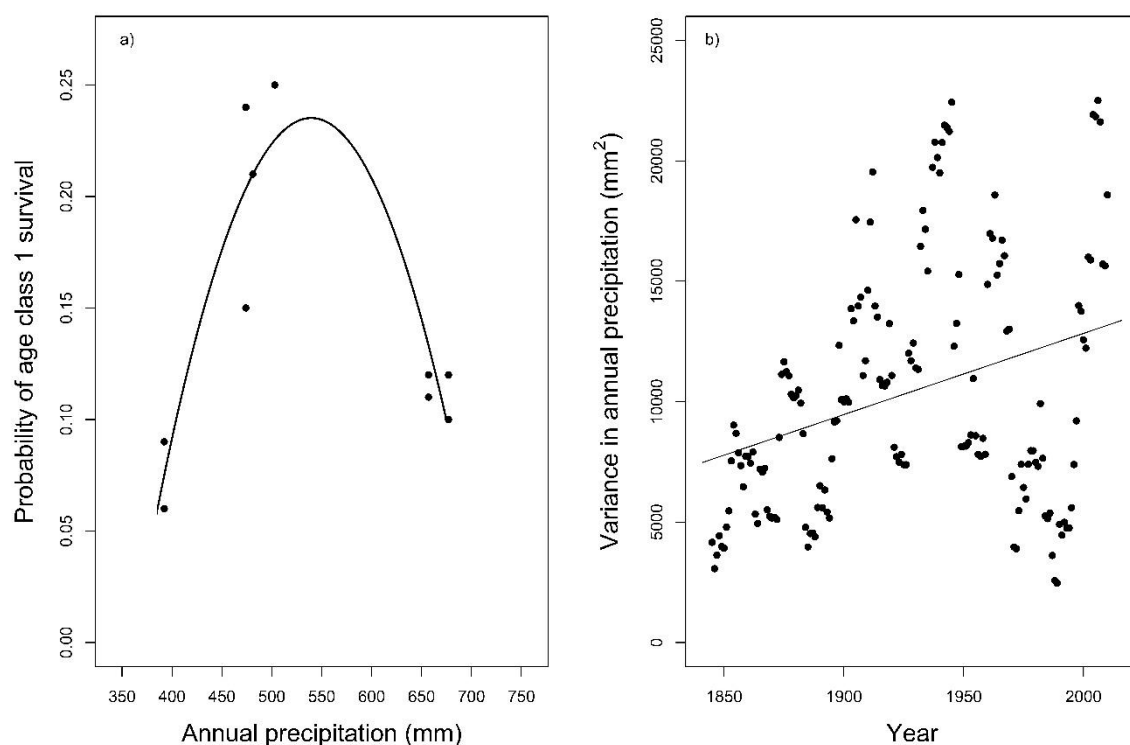 a)
Probability of age class 1 survival
0.25
0.20
0.15
0.10
0.05
0.00
350 400 450 500 550 600 650 700 750
Annual precipitation (mm)
b)
Variance in annual precipitation (mm²)
25000
20000
15000
10000
5000
0
1850 1900 1950 2000
Year